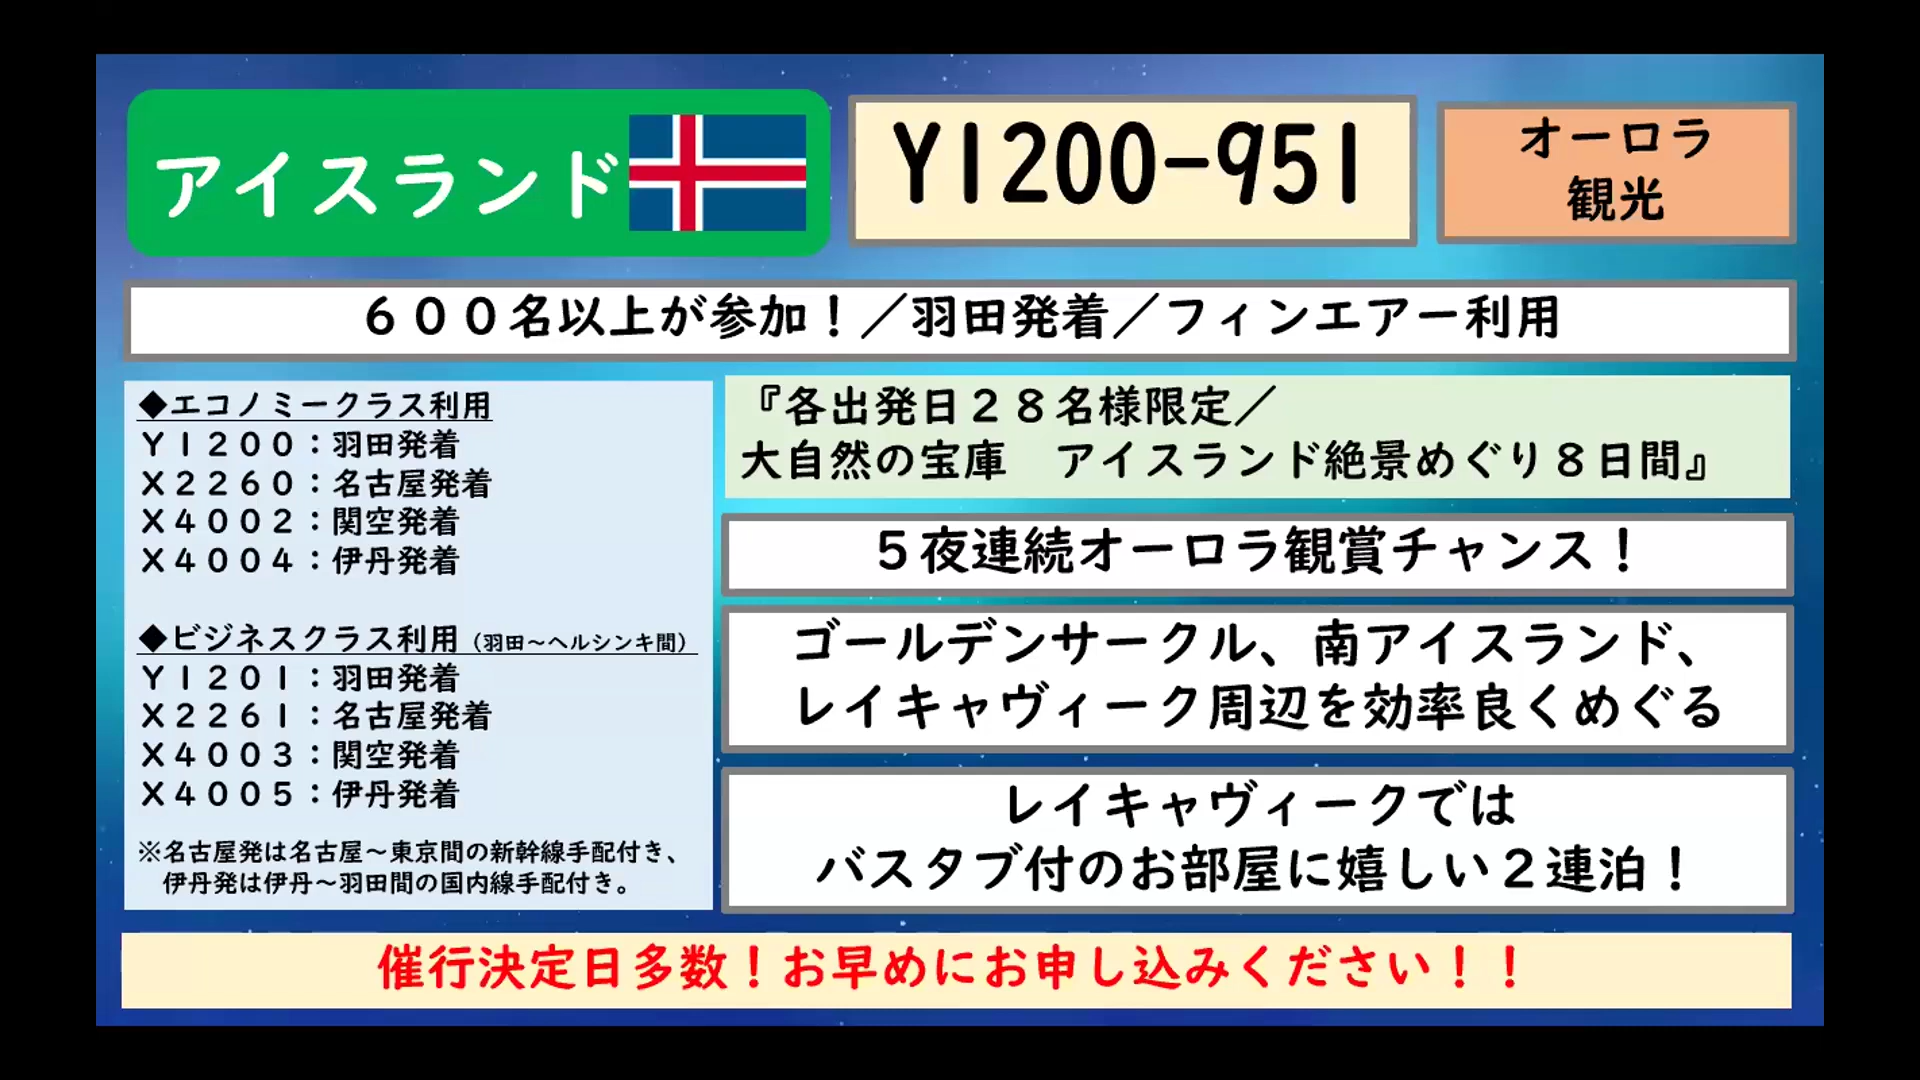 アイスランド
Y1200-951
オーロラ
観光
６００名以上が参加！／羽田発着／フィンエアー利用
◆エコノミークラス利用
Ｙ１２００：羽田発着
Ｘ２２６０：名古屋発着
Ｘ４００２：関空発着
Ｘ４００４：伊丹発着
◆ビジネスクラス利用（羽田～ヘルシンキ間）
Ｙ１２０１：羽田発着
Ｘ２２６１：名古屋発着
Ｘ４００３：関空発着
Ｘ４００５：伊丹発着
※名古屋発は名古屋～東京間の新幹線手配付き、
伊丹発は伊丹～羽田間の国内線手配付き。
『各出発日２８名様限定／
大自然の宝庫　アイスランド絶景めぐり８日間』
５夜連続オーロラ観賞チャンス！
ゴールデンサークル、南アイスランド、
レイキャヴィーク周辺を効率良くめぐる
レイキャヴィークでは
バスタブ付のお部屋に嬉しい２連泊！
催行決定日多数！お早めにお申し込みください！！